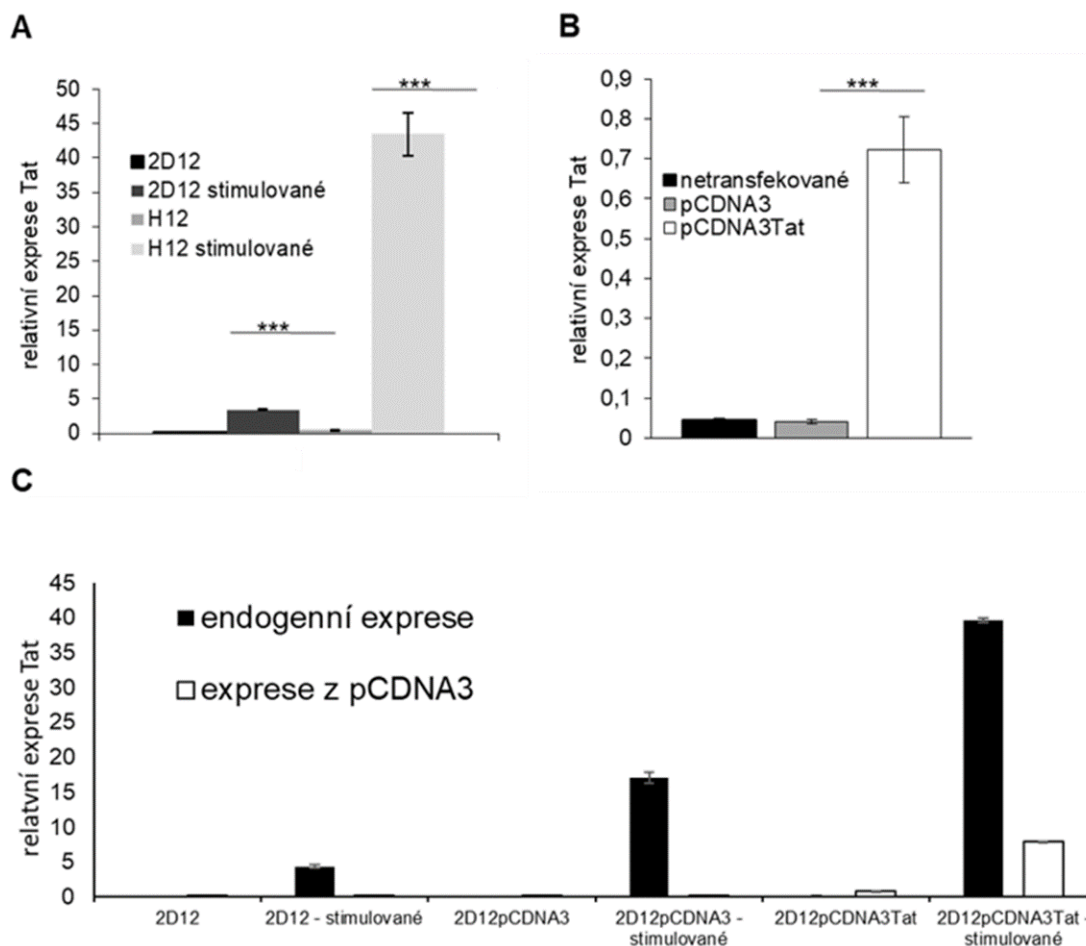 A
relativní exprese Tat
50
45
40
35
30
25
20
15
10
5
0
2D12
2D12 stimulované
H12
H12 stimulované
***
***
B
relativní exprese Tat
0,9
0,8
0,7
0,6
0,5
0,4
0,3
0,2
0,1
0
netransfekované
pCDNA3
pCDNA3Tat
***
C
relatvní exprese Tat
45
40
35
30
25
20
15
10
5
0
endogenní exprese
exprese z pCDNA3
2D12
2D12 - stimulované
2D12pCDNA3
2D12pCDNA3 -
stimulované
2D12pCDNA3Tat
2D12pCDNA3Tat -
stimulované